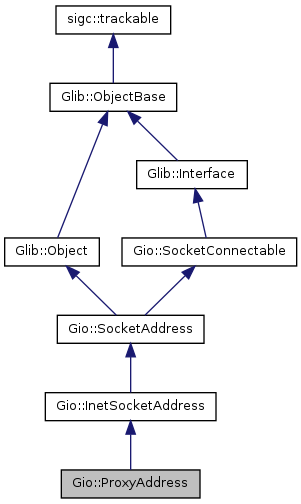 sigc::trackable
Glib::ObjectBase
Glib::Interface
Glib::Object
Gio::SocketConnectable
Gio::SocketAddress
Gio::InetSocketAddress
Gio::ProxyAddress